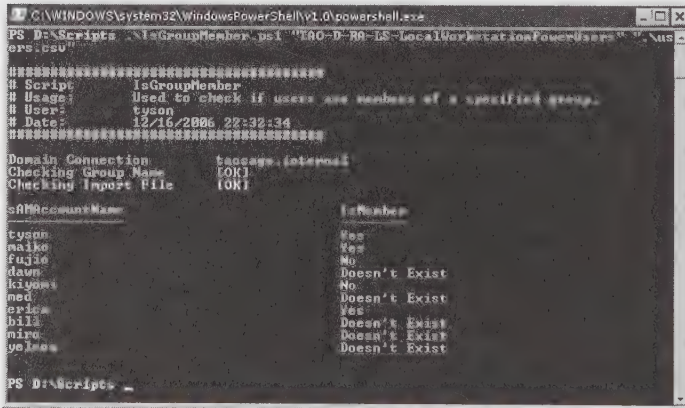 C:\WINDOWS\system32\WindowsPowerShell\v1.0\powershell.exe
PS D:\Scripts .\IsGroupMember.ps1 "IAO-D-RA-LS-LocalWorkstationPowerUsers" ".\us
ers.csv"
####################################
# Script: IsGroupMember
# Usage: Used to check if users are members of a specified group.
# User: tyson
# Date: 12/16/2006 22:32:34
####################################
Domain Connection taosage.internal
Checking Group Name [OK]
Checking Import File [OK]
sAMAccountName IsMember
tyson Yes
maiko Yes
fujio No
dawn Doesn't Exist
kiyomi No
med Doesn't Exist
erica Yes
bill Doesn't Exist
miro Doesn't Exist
Doesn't Exist
PS D:\Scripts